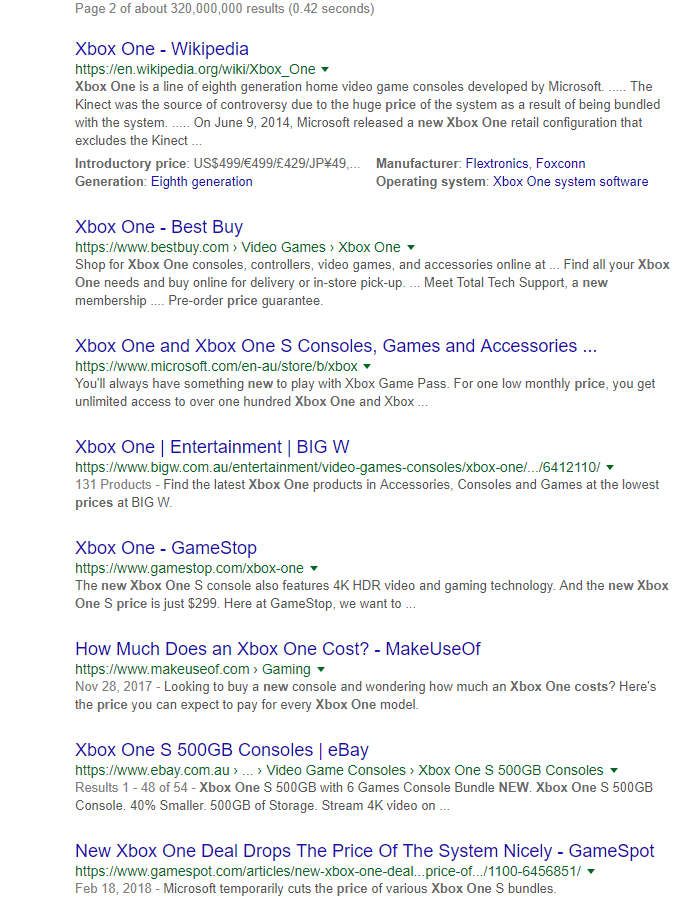 Page 2 of about 320,000,000 results (0.42 seconds)
Xbox One - Wikipedia
https://en.wikipedia.org/wiki/Xbox_One
Xbox One is a line of eighth generation home video game consoles developed by Microsoft. ..... The
Kinect was the source of controversy due to the huge price of the system as a result of being bundled
with the system. ..... On June 9, 2014, Microsoft released a new Xbox One retail configuration that
excludes the Kinect ...
Introductory price: US$499/€499/£429/JP¥49,... Manufacturer: Flextronics, Foxconn
Generation: Eighth generation Operating system: Xbox One system software
Xbox One - Best Buy
https://www.bestbuy.com › Video Games › Xbox One
Shop for Xbox One consoles, controllers, video games, and accessories online at ... Find all your Xbox
One needs and buy online for delivery or in-store pick-up. ... Meet Total Tech Support, a new
membership .... Pre-order price guarantee.
Xbox One and Xbox One S Consoles, Games and Accessories ...
https://www.microsoft.com/en-au/store/b/xbox
You'll always have something new to play with Xbox Game Pass. For one low monthly price, you get
unlimited access to over one hundred Xbox One and Xbox ...
Xbox One | Entertainment | BIG W
https://www.bigw.com.au/entertainment/video-games-consoles/xbox-one/.../6412110/
131 Products - Find the latest Xbox One products in Accessories, Consoles and Games at the lowest
prices at BIG W.
Xbox One - GameStop
https://www.gamestop.com/xbox-one
The new Xbox One S console also features 4K HDR video and gaming technology. And the new Xbox
One S price is just $299. Here at GameStop, we want to ...
How Much Does an Xbox One Cost? - MakeUseOf
https://www.makeuseof.com › Gaming
Nov 28, 2017 - Looking to buy a new console and wondering how much an Xbox One costs? Here's
the price you can expect to pay for every Xbox One model.
Xbox One S 500GB Consoles | eBay
https://www.ebay.com.au › ... › Video Game Consoles › Xbox One S 500GB Consoles
Results 1 - 48 of 54 - Xbox One S 500GB with 6 Games Console Bundle NEW. Xbox One S 500GB
Console. 40% Smaller. 500GB of Storage. Stream 4K video on ...
New Xbox One Deal Drops The Price Of The System Nicely - GameSpot
https://www.gamespot.com/articles/new-xbox-one-deal...price-of.../1100-6456851/
Feb 18, 2018 - Microsoft temporarily cuts the price of various Xbox One S bundles.